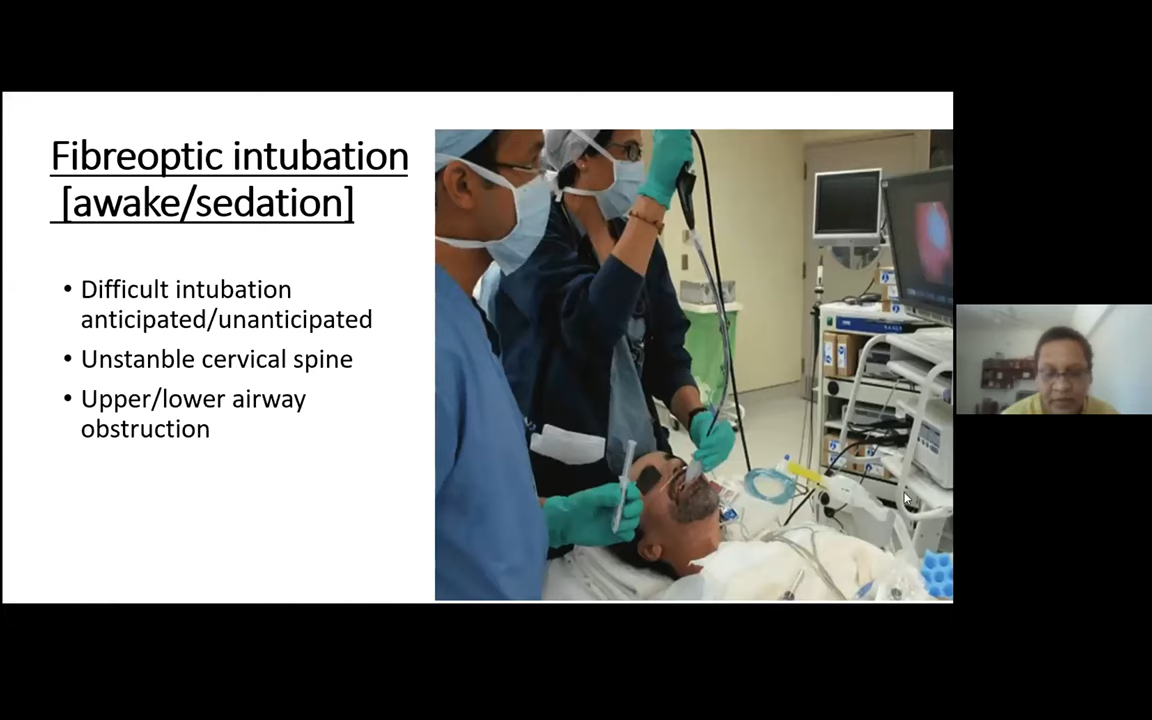 Fibreoptic intubation
[awake/sedation]
• Difficult intubation
anticipated/unanticipated
• Unstanble cervical spine
• Upper/lower airway
obstruction